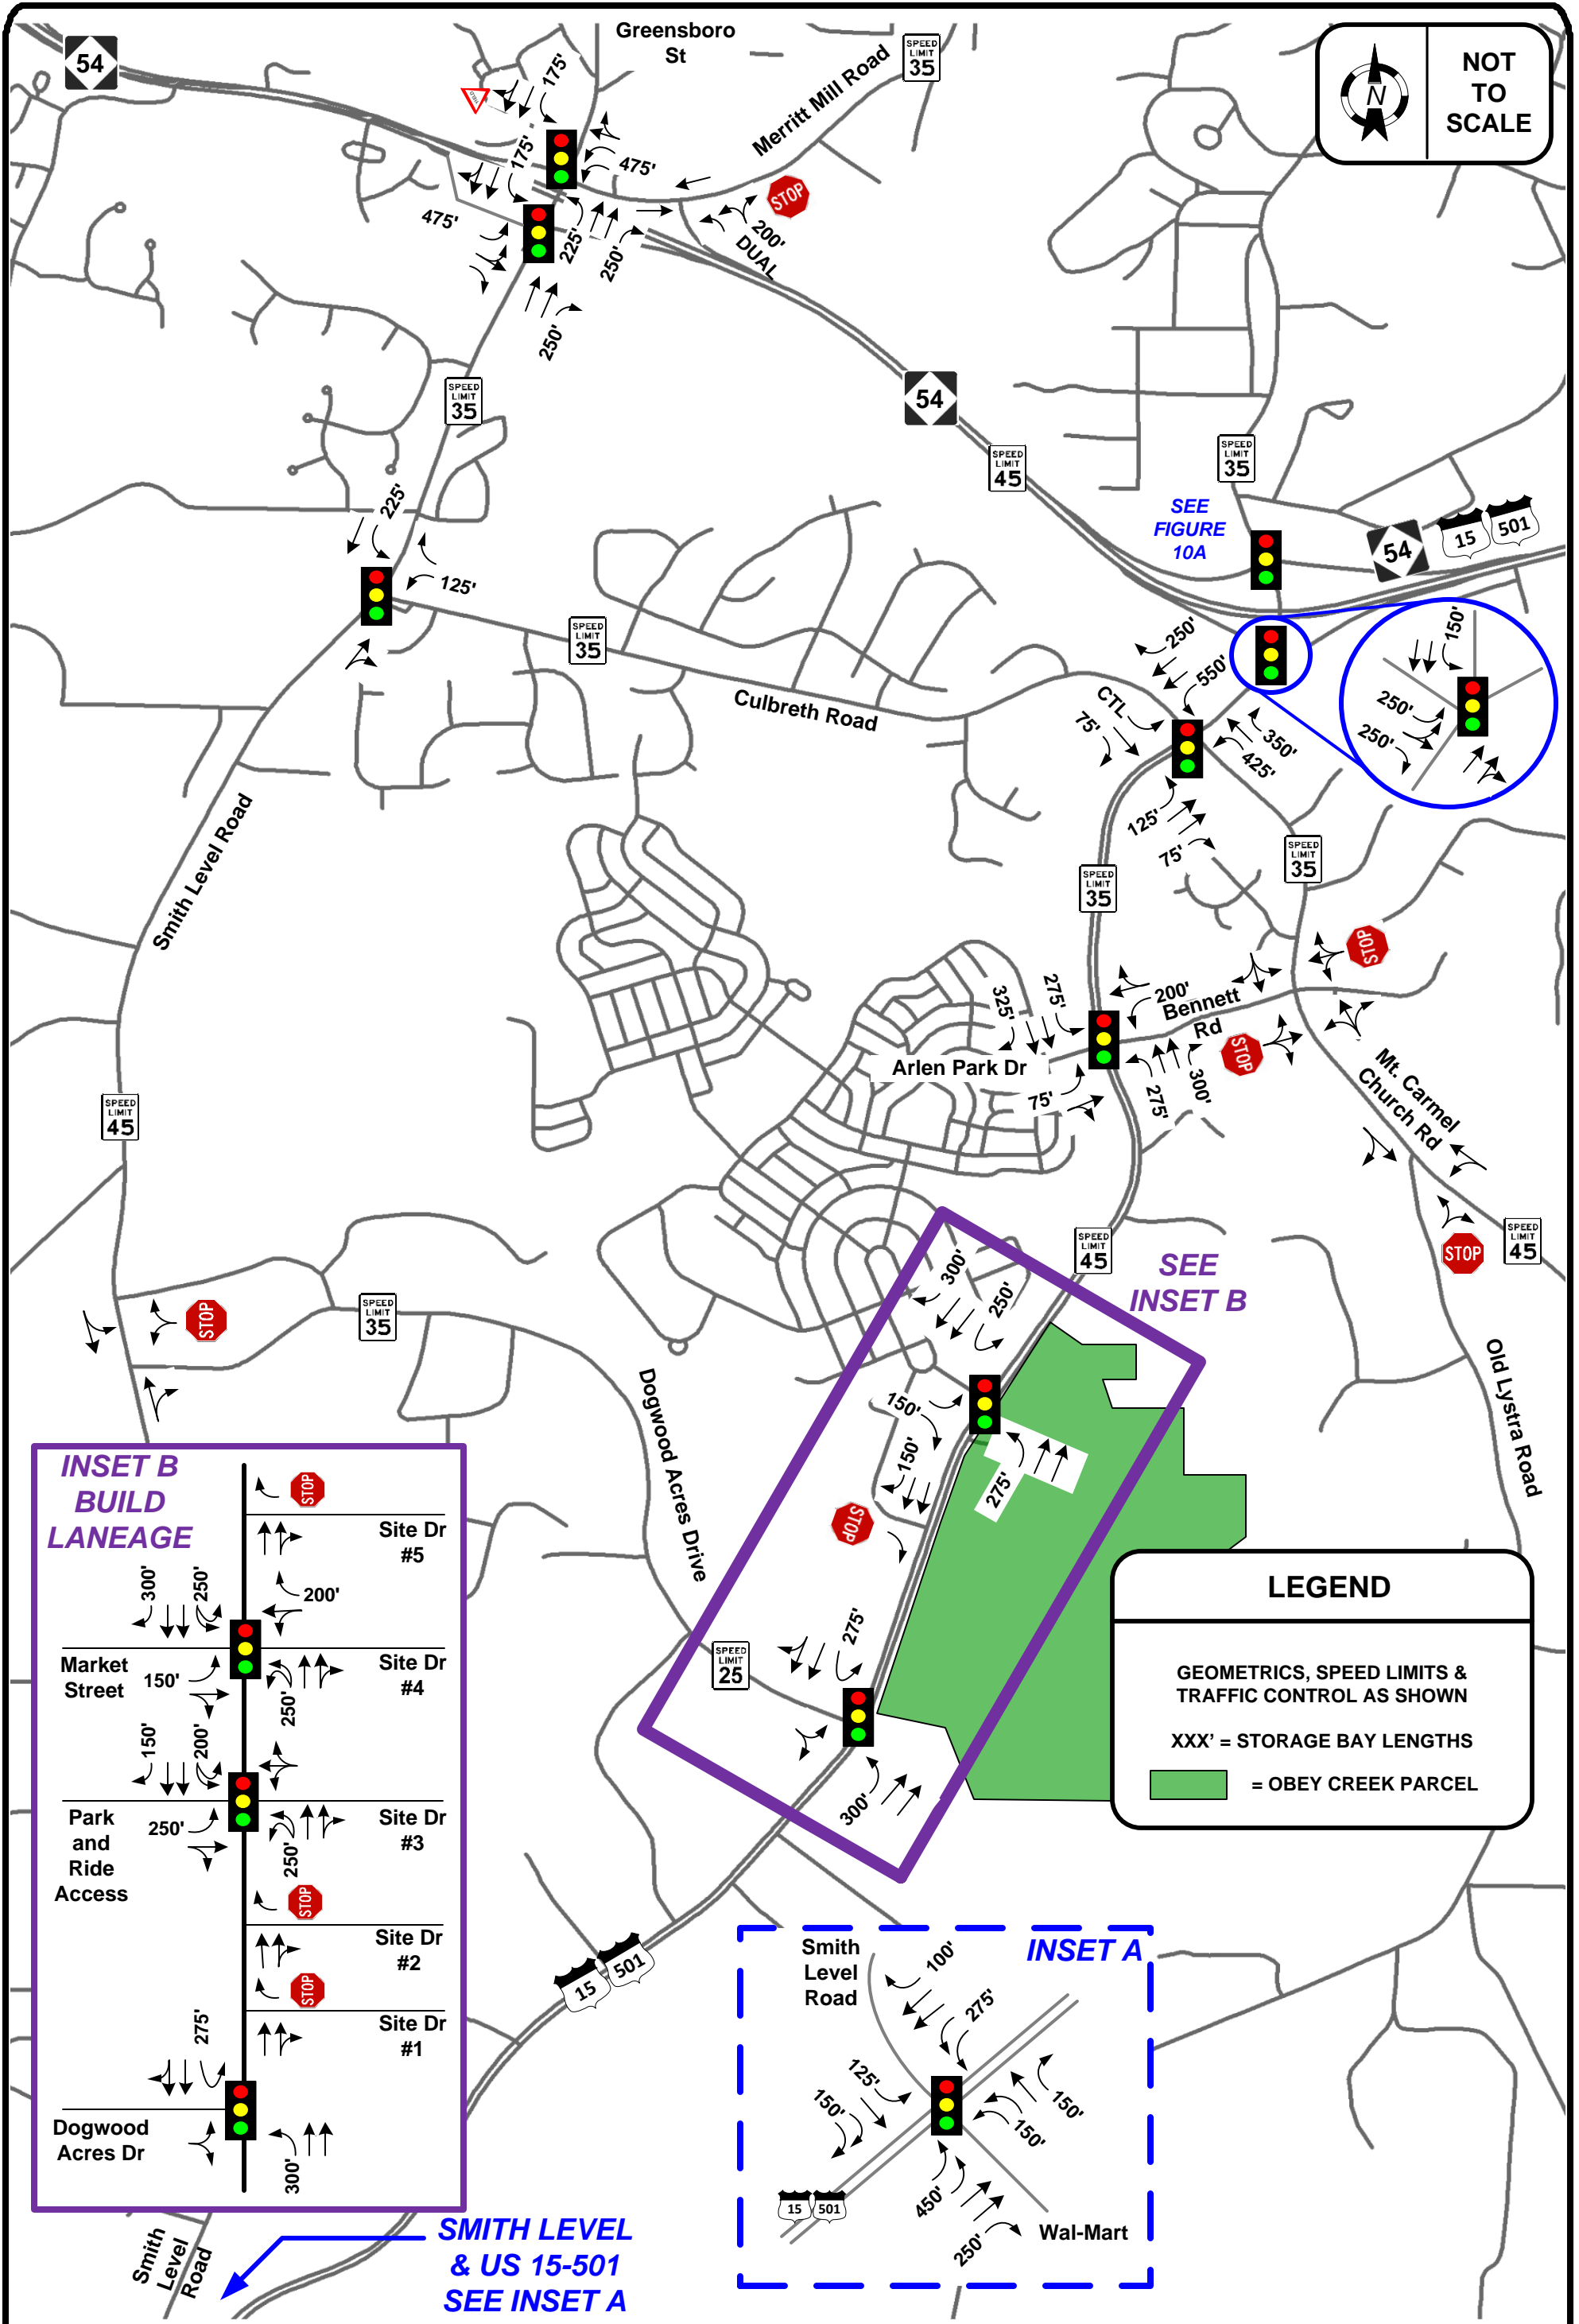 Greensboro
St
54
SPEED
LIMIT
35
NOT
TO
SCALE
N
175'
Merritt Mill Road
175'
475'
STOP
475'
225'
250'
200'
DUAL
250'
SPEED
LIMIT
35
54
SPEED
LIMIT
45
SPEED
LIMIT
35
225'
SEE
FIGURE
10A
54
15
501
125'
SPEED
LIMIT
35
Culbreth Road
250'
550'
150'
250'
250'
CTL
75'
350'
425'
125'
75'
SPEED
LIMIT
35
SPEED
LIMIT
35
Smith Level Road
STOP
325'
275'
200'
Bennett
Rd
Arlen Park Dr
STOP
75'
275'
300'
Mt. Carmel
Church Rd
SPEED
LIMIT
45
SPEED
LIMIT
45
STOP
SPEED
LIMIT
45
SEE
INSET B
300'
250'
STOP
SPEED
LIMIT
35
Dogwood Acres Drive
Old Lystra Road
150'
150'
275'
STOP
275'
SPEED
LIMIT
25
300'
LEGEND
GEOMETRICS, SPEED LIMITS &
TRAFFIC CONTROL AS SHOWN
XXX' = STORAGE BAY LENGTHS
= OBEY CREEK PARCEL
INSET B
BUILD
LANEAGE
STOP
Site Dr
#5
300'
250'
200'
Market
Street
150'
Site Dr
#4
250'
150'
200'
Park
and
Ride
Access
250'
Site Dr
#3
250'
STOP
Site Dr
#2
STOP
Site Dr
#1
275'
Dogwood
Acres Dr
300'
15
501
INSET A
Smith
Level
Road
100'
275'
125'
150'
150'
150'
450'
250'
15
501
Wal-Mart
Smith
Level
Road
SMITH LEVEL
& US 15-501
SEE INSET A